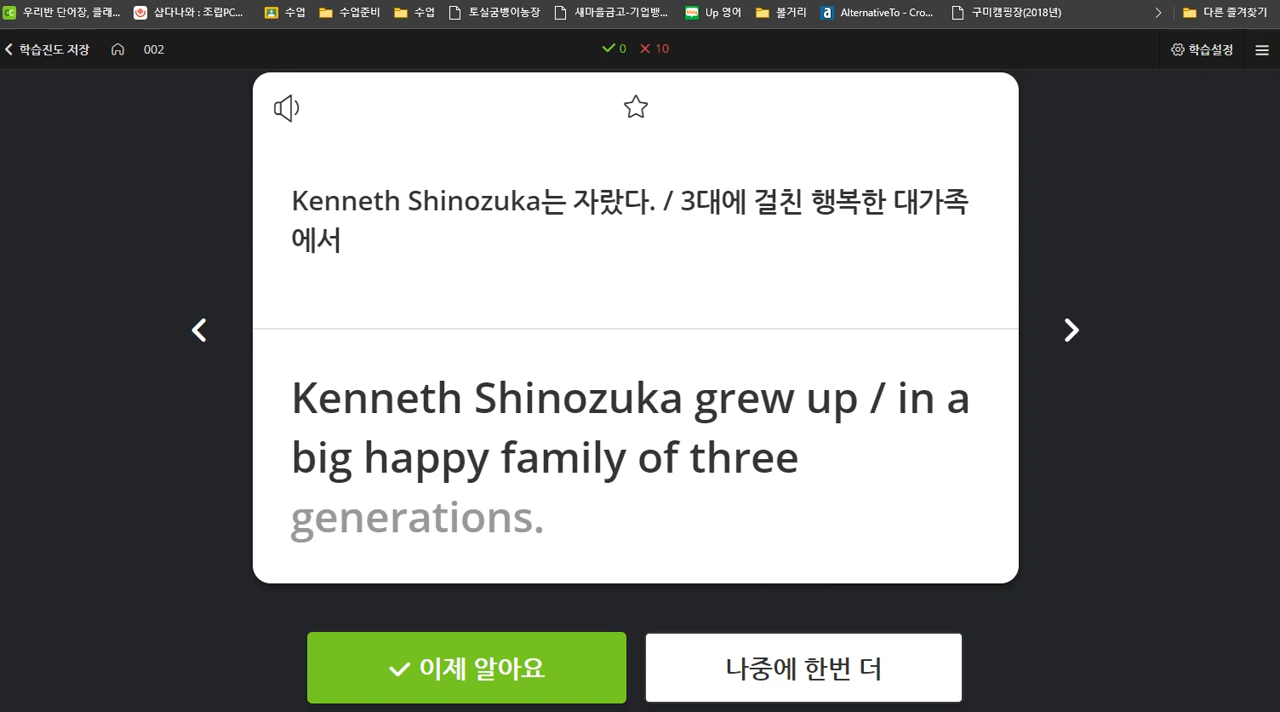 우리반 단어장, 클래... 샵다나와 : 조립PC... 수업 수업준비 수업 토실궁뱅이농장 새마을금고-기업뱅... Up 영어 볼거리 AlternativeTo - Cro... 구미캠핑장(2018년) 다른 즐겨찾기
학습진도 저장 002 0 10 학습설정
Kenneth Shinozuka는 자랐다. / 3대에 걸친 행복한 대가족
에서
Kenneth Shinozuka grew up / in a
big happy family of three
generations.
이제 알아요 나중에 한번 더